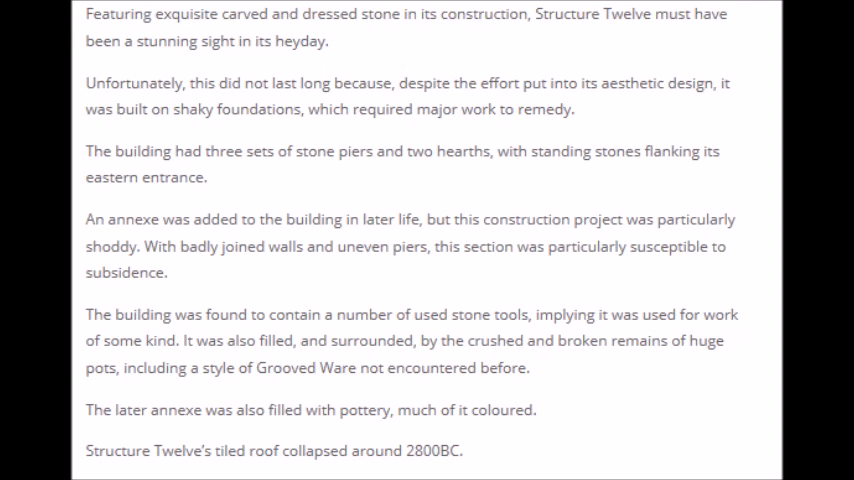 Featuring exquisite carved and dressed stone in its construction, Structure Twelve must have
been a stunning sight in its heyday.
Unfortunately, this did not last long because, despite the effort put into its aesthetic design, it
was built on shaky foundations, which required major work to remedy.
The building had three sets of stone piers and two hearths, with standing stones flanking its
eastern entrance.
An annexe was added to the building in later life, but this construction project was particularly
shoddy. With badly joined walls and uneven piers, this section was particularly susceptible to
subsidence.
The building was found to contain a number of used stone tools, implying it was used for work
of some kind. It was also filled, and surrounded, by the crushed and broken remains of huge
pots, including a style of Grooved Ware not encountered before.
The later annexe was also filled with pottery, much of it coloured.
Structure Twelve’s tiled roof collapsed around 2800BC.